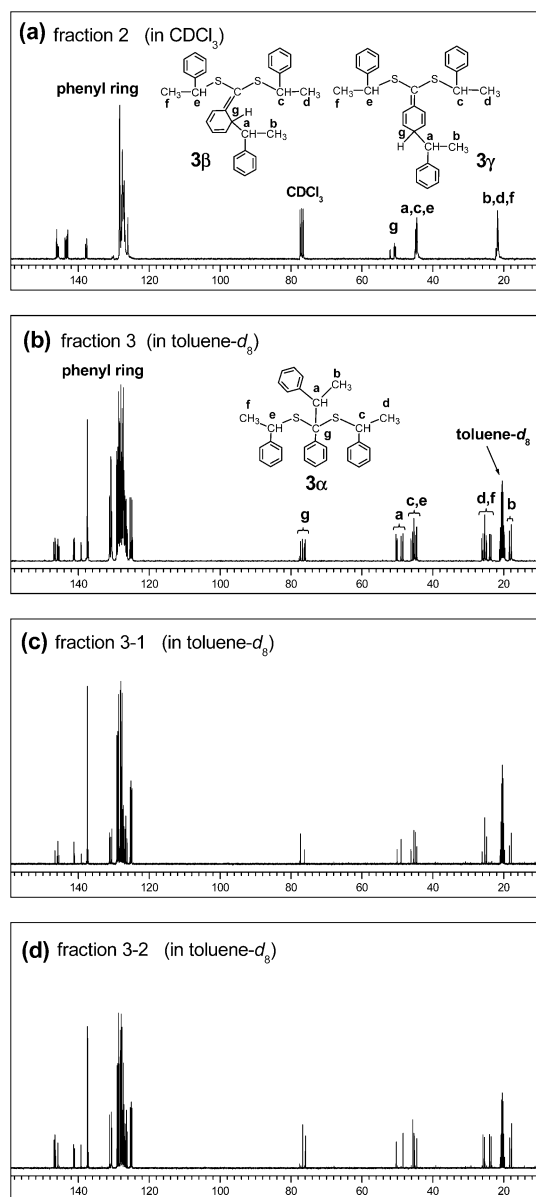 (a) fraction 2 (in CDCl3)
phenyl ring
CH3 CH S S CH CH3
f e c d
g H
a b
CH CH3
3β
CH3 CH S S CH CH3
f e c d
g
H a b
CH CH3
3γ
CDCl3
g
a,c,e
b,d,f
140 120 100 80 60 40 20
(b) fraction 3 (in toluene-d8)
phenyl ring
b
a CH3
CH
f d
CH3 e S S c CH3
CH C CH
g
3α
toluene-d8
g
a
c,e
d,f
b
140 120 100 80 60 40 20
(c) fraction 3-1 (in toluene-d8)
140 120 100 80 60 40 20
(d) fraction 3-2 (in toluene-d8)
140 120 100 80 60 40 20